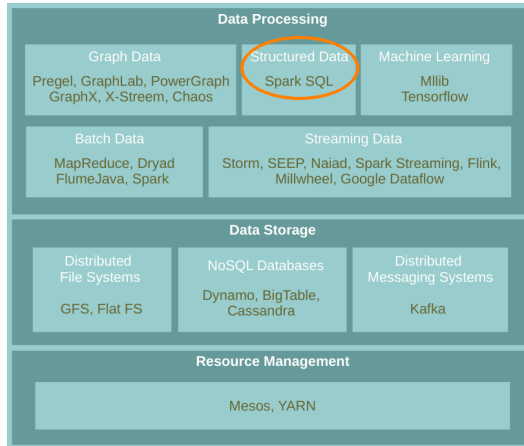 Data Processing
Graph Data
Pregel, GraphLab, PowerGraph
GraphX, X-Streem, Chaos
Structured Data
Spark SQL
Machine Learning
Mllib
Tensorflow
Batch Data
MapReduce, Dryad
FlumeJava, Spark
Streaming Data
Storm, SEEP, Naiad, Spark Streaming, Flink,
Millwheel, Google Dataflow
Data Storage
Distributed
File Systems
GFS, Flat FS
NoSQL Databases
Dynamo, BigTable,
Cassandra
Distributed
Messaging Systems
Kafka
Resource Management
Mesos, YARN